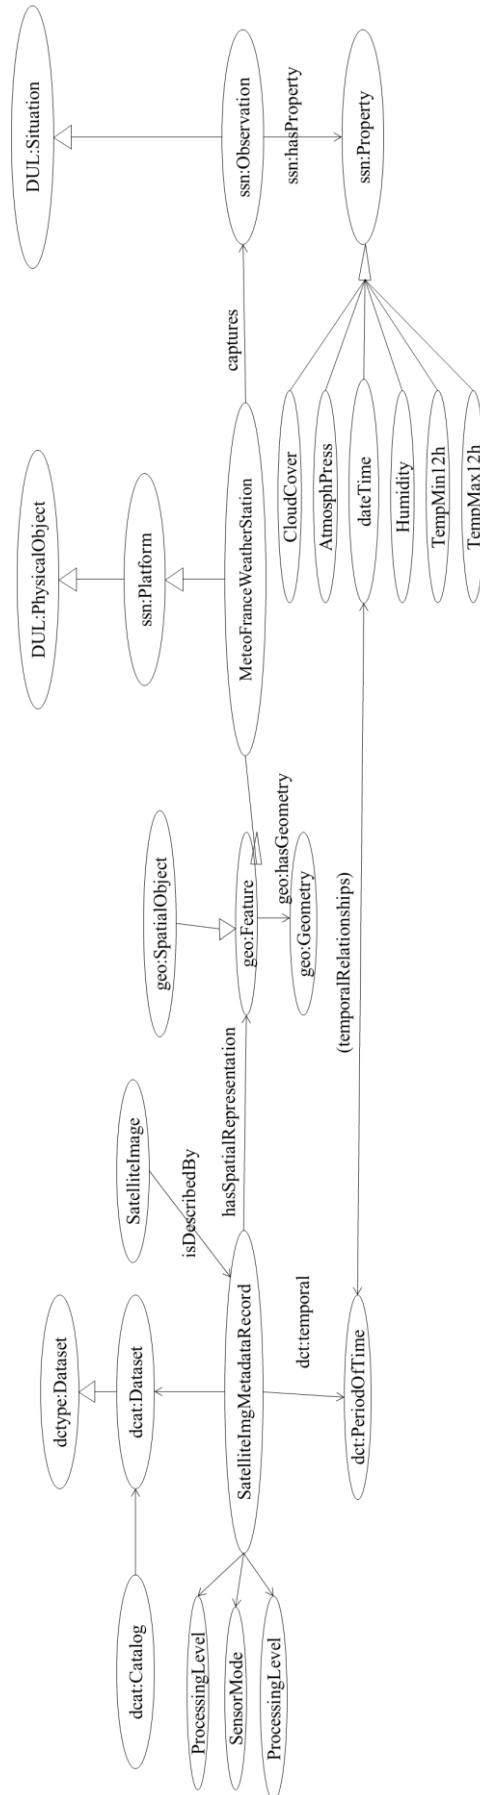 DUL:Situation
DUL:PhysicalObject
dctype:Dataset
geo:SpatialObject
SatelliteImage
ssn:Platform
dcat:Catalog
dcat:Dataset
isDescribedBy
ProcessingLevel
SensorMode
ProcessingLevel
SatelliteImgMetadataRecord
hasSpatialRepresentation
geo:Feature
MeteoFranceWeatherStation
captures
ssn:Observation
geo:hasGeometry
geo:Geometry
ssn:hasProperty
dct:temporal
dct:PeriodOfTime
(temporalRelationships)
CloudCover
AtmosphPress
dateTime
Humidity
TempMin12h
TempMax12h
ssn:Property